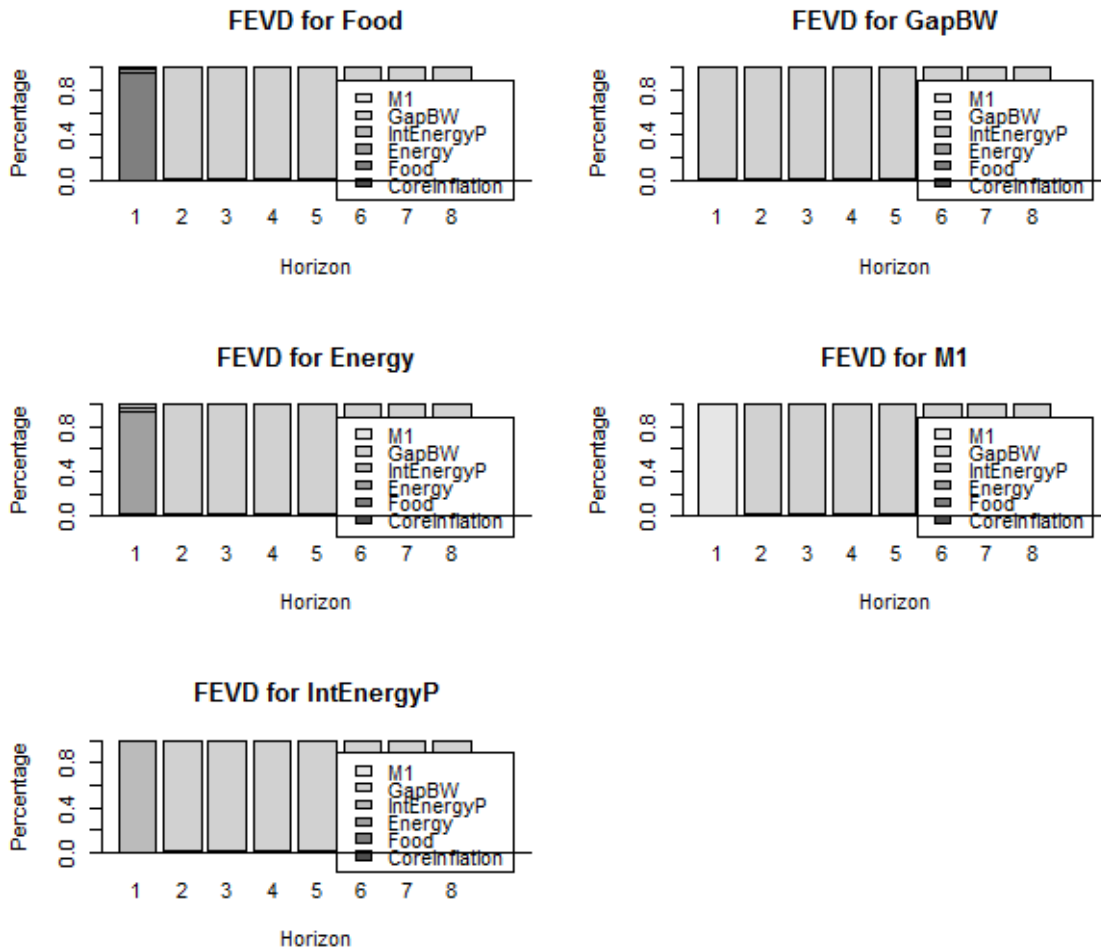 FEVD for Food
Percentage
0.0 0.4 0.8
M1
GapBW
IntEnergyP
Energy
Food
CoreInflation
1 2 3 4 5 6 7 8
Horizon
FEVD for GapBW
Percentage
0.0 0.4 0.8
M1
GapBW
IntEnergyP
Energy
Food
CoreInflation
1 2 3 4 5 6 7 8
Horizon
FEVD for Energy
Percentage
0.0 0.4 0.8
M1
GapBW
IntEnergyP
Energy
Food
CoreInflation
1 2 3 4 5 6 7 8
Horizon
FEVD for M1
Percentage
0.0 0.4 0.8
M1
GapBW
IntEnergyP
Energy
Food
CoreInflation
1 2 3 4 5 6 7 8
Horizon
FEVD for IntEnergyP
Percentage
0.0 0.4 0.8
M1
GapBW
IntEnergyP
Energy
Food
CoreInflation
1 2 3 4 5 6 7 8
Horizon